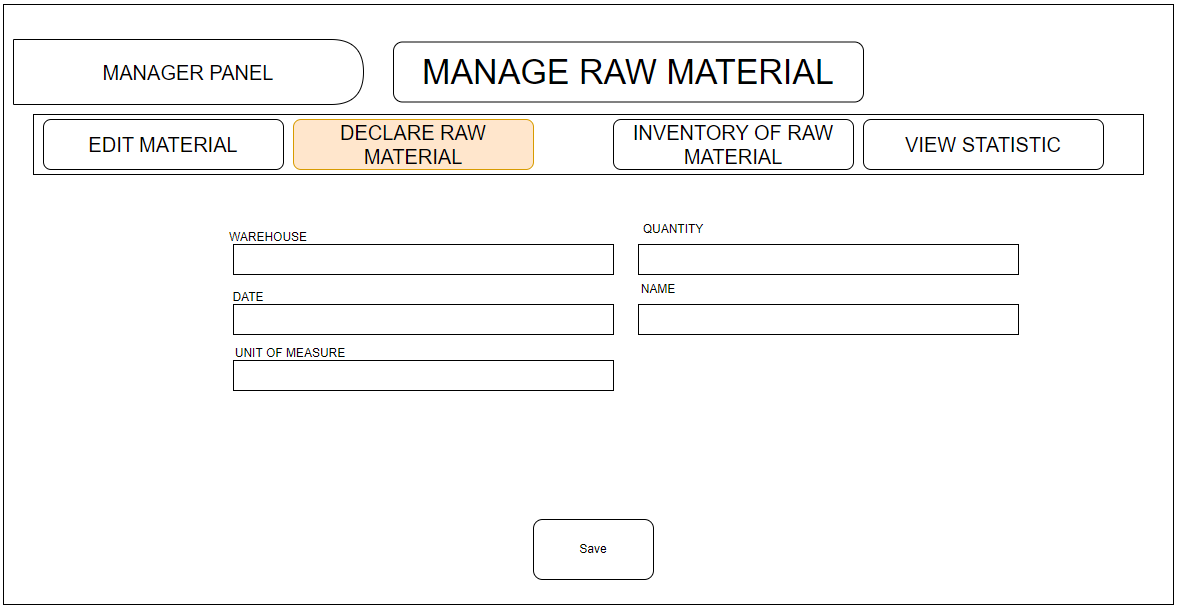 MANAGER PANEL
MANAGE RAW MATERIAL
EDIT MATERIAL
DECLARE RAW
MATERIAL
INVENTORY OF RAW
MATERIAL
VIEW STATISTIC
WAREHOUSE
QUANTITY
DATE
NAME
UNIT OF MEASURE
Save